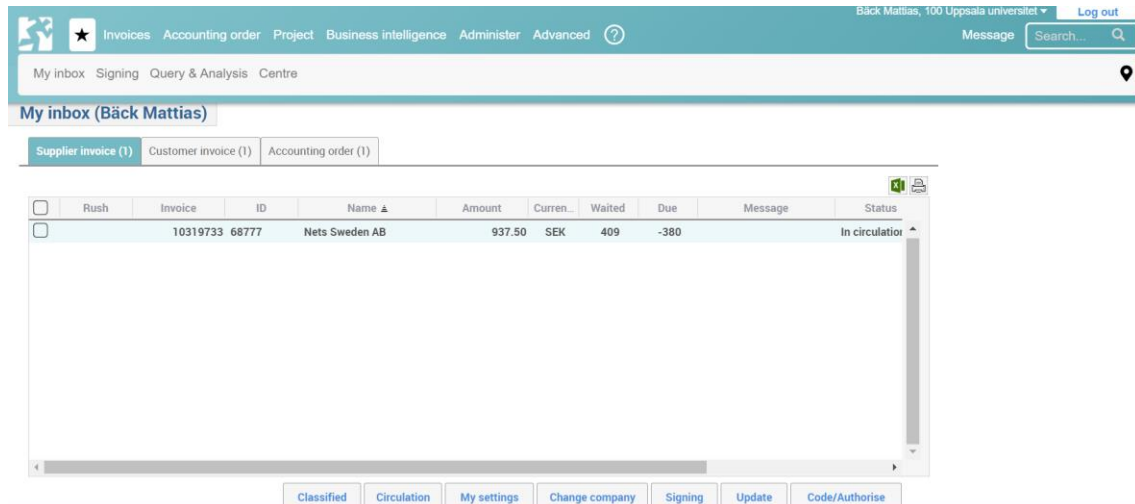 Bäck Mattias, 100 Uppsala universitet Log out
Invoices Accounting order Project Business intelligence Administer Advanced ? Message Search...
My inbox Signing Query & Analysis Centre
My inbox (Bäck Mattias)
Supplier invoice (1) Customer invoice (1) Accounting order (1)
Rush Invoice ID Name Amount Curren... Waited Due Message Status
10319733 68777 Nets Sweden AB 937.50 SEK 409 -380 In circulation
Classified Circulation My settings Change company Signing Update Code/Authorise